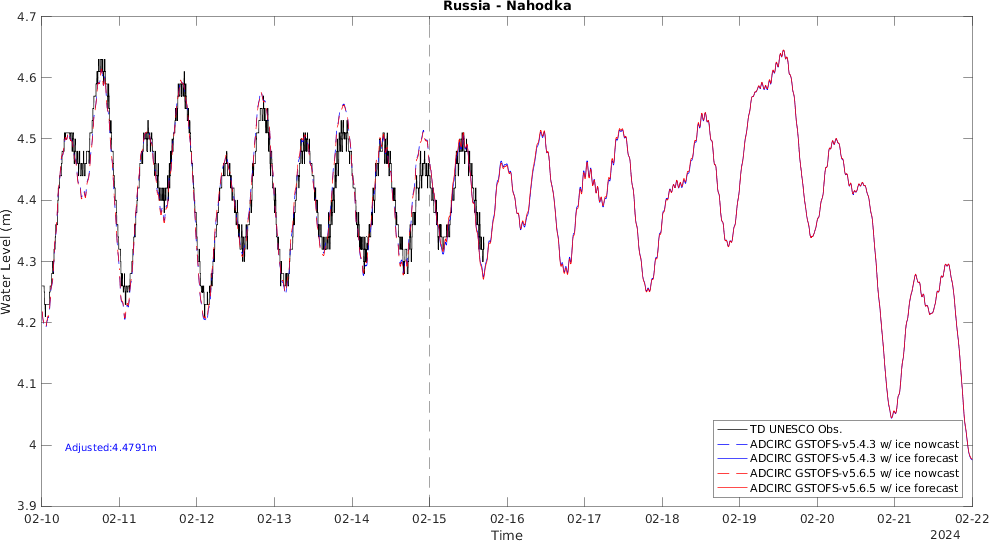 Russia - Nahodka
4.7
4.6
4.5
4.4
4.3
4.2
4.1
4
3.9
Water Level (m)
Adjusted:4.4791m
TD UNESCO Obs.
ADCIRC GSTOFS-v5.4.3 w/ ice nowcast
ADCIRC GSTOFS-v5.4.3 w/ ice forecast
ADCIRC GSTOFS-v5.6.5 w/ ice nowcast
ADCIRC GSTOFS-v5.6.5 w/ ice forecast
02-10 02-11 02-12 02-13 02-14 02-15 02-16 02-17 02-18 02-19 02-20 02-21 02-22
Time 2024